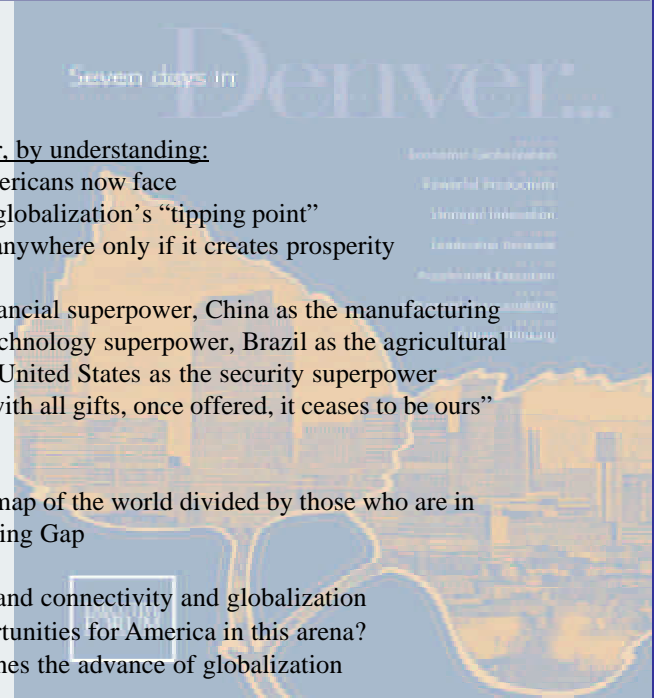 Seven days in
Denver...
r, by understanding:
ericans now face
globalization’s “tipping point”
anywhere only if it creates prosperity
ancial superpower, China as the manufacturing
chnology superpower, Brazil as the agricultural
United States as the security superpower
with all gifts, once offered, it ceases to be ours”
map of the world divided by those who are in
ing Gap
and connectivity and globalization
rtunities for America in this arena?
nes the advance of globalization